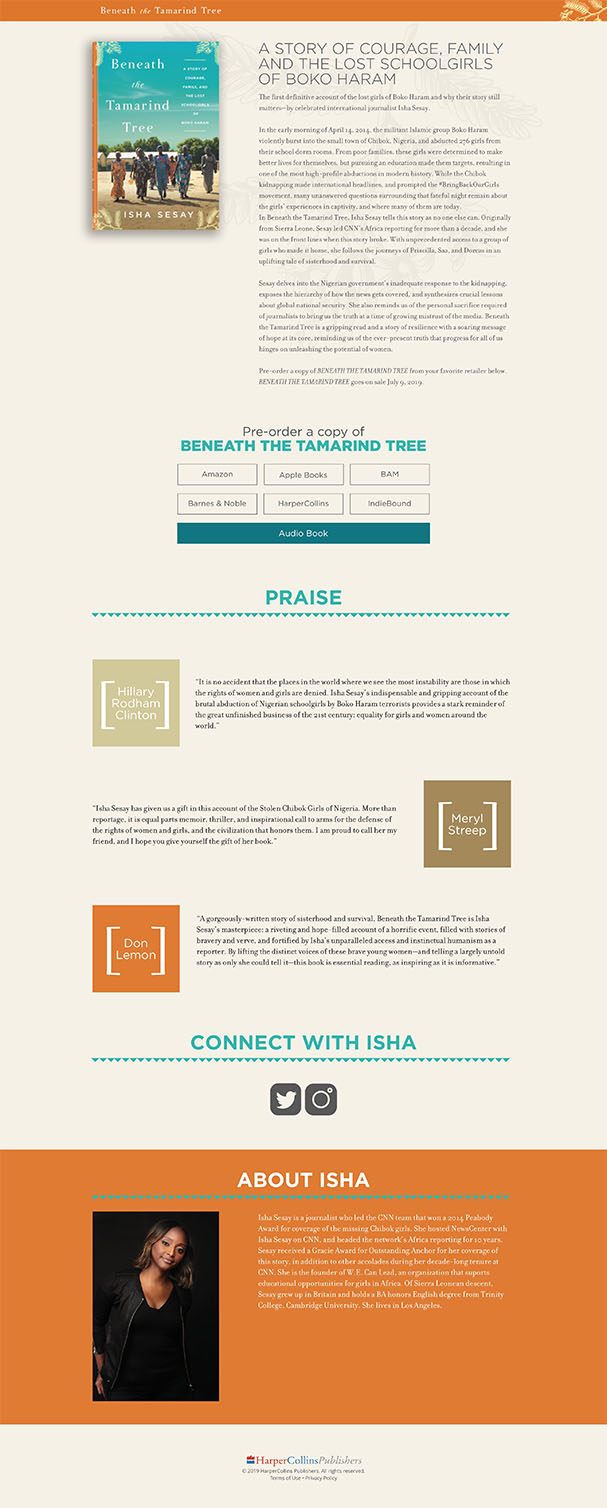 Beneath the Tamarind Tree
Beneath
the
Tamarind
Tree
A STORY OF
COURAGE,
FAMILY, AND
THE LOST
SCHOOLGIRLS
OF
BOKO HARAM
ISHA SESAY
A STORY OF COURAGE, FAMILY
AND THE LOST SCHOOLGIRLS
OF BOKO HARAM
The first definitive account of the lost girls of Boko Haram and why their story still
matters—by celebrated international journalist Isha Sesay.
In the early morning of April 14, 2014, the militant Islamic group Boko Haram
violently burst into the small town of Chibok, Nigeria, and abducted 276 girls from
their school dorm rooms. From poor families, these girls were determined to make
better lives for themselves, but pursuing an education made them targets, resulting in
one of the most high-profile abductions in modern history. While the Chibok
kidnapping made international headlines, and prompted the #BringBackOurGirls
movement, many unanswered questions surrounding that fateful night remain about
the girls' experiences in captivity, and where many of them are today.
In Beneath the Tamarind Tree, Isha Sesay tells this story as no one else can. Originally
from Sierra Leone, Sesay led CNN's Africa reporting for more than a decade, and she
was on the front lines when this story broke. With unprecedented access to a group of
girls who made it home, she follows the journeys of Priscilla, Saa, and Dorcas in an
uplifting tale of sisterhood and survival.
Sesay delves into the Nigerian government's inadequate response to the kidnapping,
exposes the hierarchy of how the news gets covered, and synthesizes crucial lessons
about global national security. She also reminds us of the personal sacrifice required
of journalists to bring us the truth at a time of growing mistrust of the media. Beneath
the Tamarind Tree is a gripping read and a story of resilience with a soaring message
of hope at its core, reminding us of the ever-present truth that progress for all of us
hinges on unleashing the potential of women.
Pre-order a copy of BENEATH THE TAMARIND TREE from your favorite retailer below.
BENEATH THE TAMARIND TREE goes on sale July 9, 2019.
Pre-order a copy of
BENEATH THE TAMARIND TREE
Amazon
Apple Books
BAM
Barnes & Noble
HarperCollins
IndieBound
Audio Book
PRAISE
Hillary
Rodham
Clinton
"It is no accident that the places in the world where we see the most instability are those in which
the rights of women and girls are denied. Isha Sesay's indispensable and gripping account of the
brutal abduction of Nigerian schoolgirls by Boko Haram terrorists provides a stark reminder of
the great unfinished business of the 21st century: equality for girls and women around the
world."
"Isha Sesay has given us a gift in this account of the Stolen Chibok Girls of Nigeria. More than
reportage, it is equal parts memoir, thriller, and inspirational call to arms for the defense of
the rights of women and girls, and the civilization that honors them. I am proud to call her my
friend, and I hope you give yourself the gift of her book."
Meryl
Streep
Don
Lemon
"A gorgeously-written story of sisterhood and survival, Beneath the Tamarind Tree is Isha
Sesay's masterpiece: a riveting and hope-filled account of a horrific event, filled with stories of
bravery and verve, and fortified by Isha's unparalleled access and instinctual humanism as a
reporter. By lifting the distinct voices of these brave young women—and telling a largely untold
story as only she could tell it—this book is essential reading, as inspiring as it is informative."
CONNECT WITH ISHA
ABOUT ISHA
Isha Sesay is a journalist who led the CNN team that won a 2014 Peabody
Award for coverage of the missing Chibok girls. She hosted NewsCenter with
Isha Sesay on CNN, and headed the network's Africa reporting for 10 years.
Sesay received a Gracie Award for Outstanding Anchor for her coverage of
this story, in addition to other accolades during her decade-long tenure at
CNN. She is the founder of W. E. Can Lead, an organization that suports
educational opportunities for girls in Africa. Of Sierra Leonean descent,
Sesay grew up in Britain and holds a BA honors English degree from Trinity
College, Cambridge University. She lives in Los Angeles.
HarperCollinsPublishers
© 2019 HarperCollins Publishers. All rights reserved.
Terms of Use • Privacy Policy